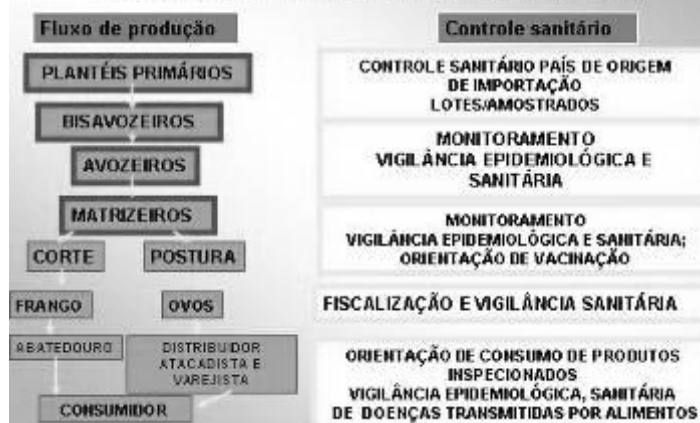 Fluxo de produção
Controle sanitário
PLANTÉIS PRIMÁRIOS
CONTROLE SANITÁRIO PAÍS DE ORIGEM
DE IMPORTAÇÃO
LOTES/AMOSTRADOS
BISAVOZEIROS
AVOZEIROS
MONITORAMENTO
VIGILÂNCIA EPIDEMIOLÓGICA E
SANITÁRIA
MATRIZEIROS
CORTE
POSTURA
MONITORAMENTO
VIGILÂNCIA EPIDEMIOLÓGICA E SANITÁRIA;
ORIENTAÇÃO DE VACINAÇÃO
FRANGO
OVOS
FISCALIZAÇÃO E VIGILÂNCIA SANITÁRIA
ABATEDOURO
DISTRIBUIDOR
ATACADISTA E
VAREJISTA
CONSUMIDOR
ORIENTAÇÃO DE CONSUMO DE PRODUTOS
INSPECIONADOS
VIGILÂNCIA EPIDEMIOLÓGICA, SANITÁRIA
DE DOENÇAS TRANSMITIDAS POR ALIMENTOS